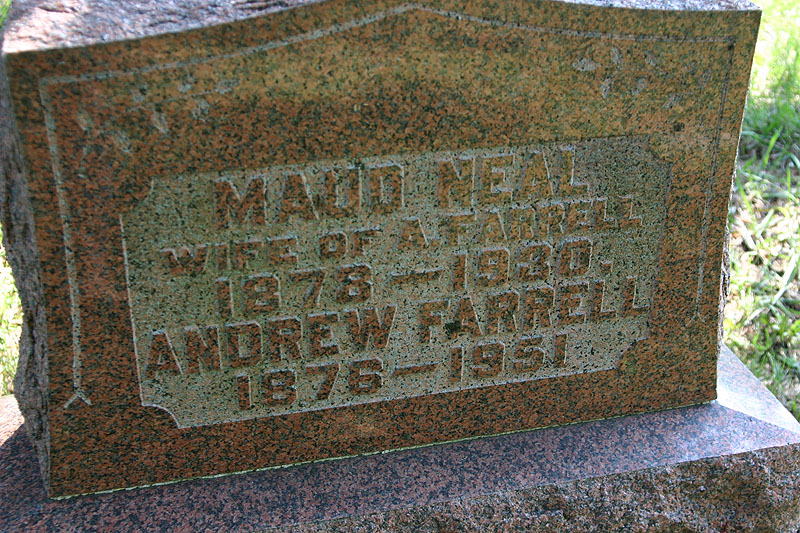 MAUD NEAL
WIFE OF A. FARRELL
1878 — 1930.
ANDREW FARRELL
1876 — 1951